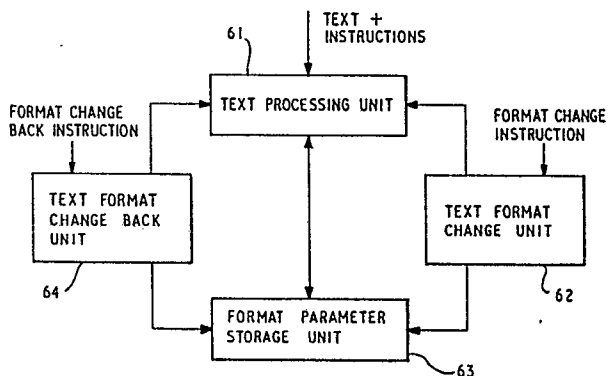 61
TEXT +
INSTRUCTIONS
TEXT PROCESSING UNIT
FORMAT CHANGE
BACK INSTRUCTION
FORMAT CHANGE
INSTRUCTION
TEXT FORMAT
CHANGE BACK
UNIT
TEXT FORMAT
CHANGE UNIT
64
62
FORMAT PARAMETER
STORAGE UNIT
63